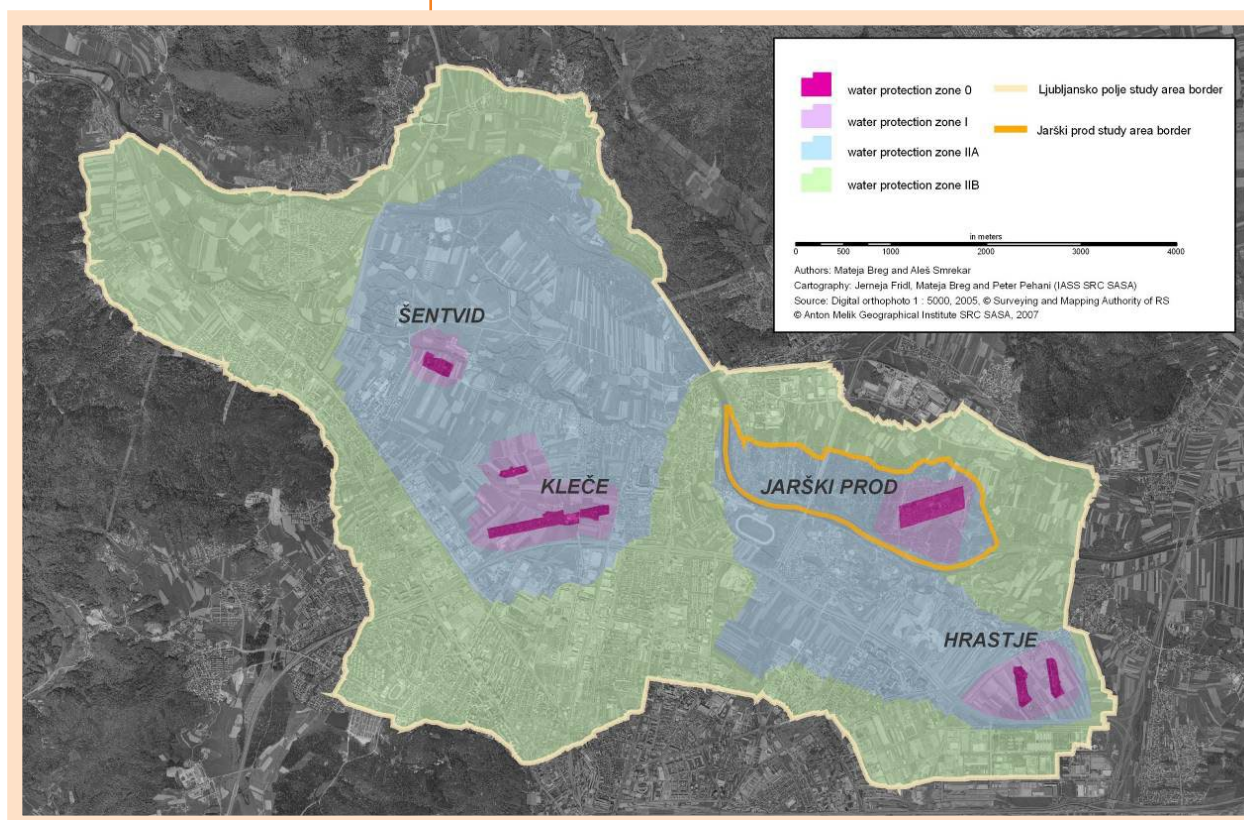 water protection zone 0
water protection zone I
water protection zone IIA
water protection zone IIB
Ljubljansko polje study area border
Jarški prod study area border
in meters
0 500 1000 2000 3000 4000
Authors: Mateja Breg and Aleš Smrekar
Cartography: Jerneja Fridl, Mateja Breg and Peter Pehani (IASS SRC SASA)
Source: Digital orthophoto 1 : 5000, 2005, © Surveying and Mapping Authority of RS
© Anton Melik Geographical Institute SRC SASA, 2007
ŠENTVID
KLEČE
JARŠKI PROD
HRASTJE